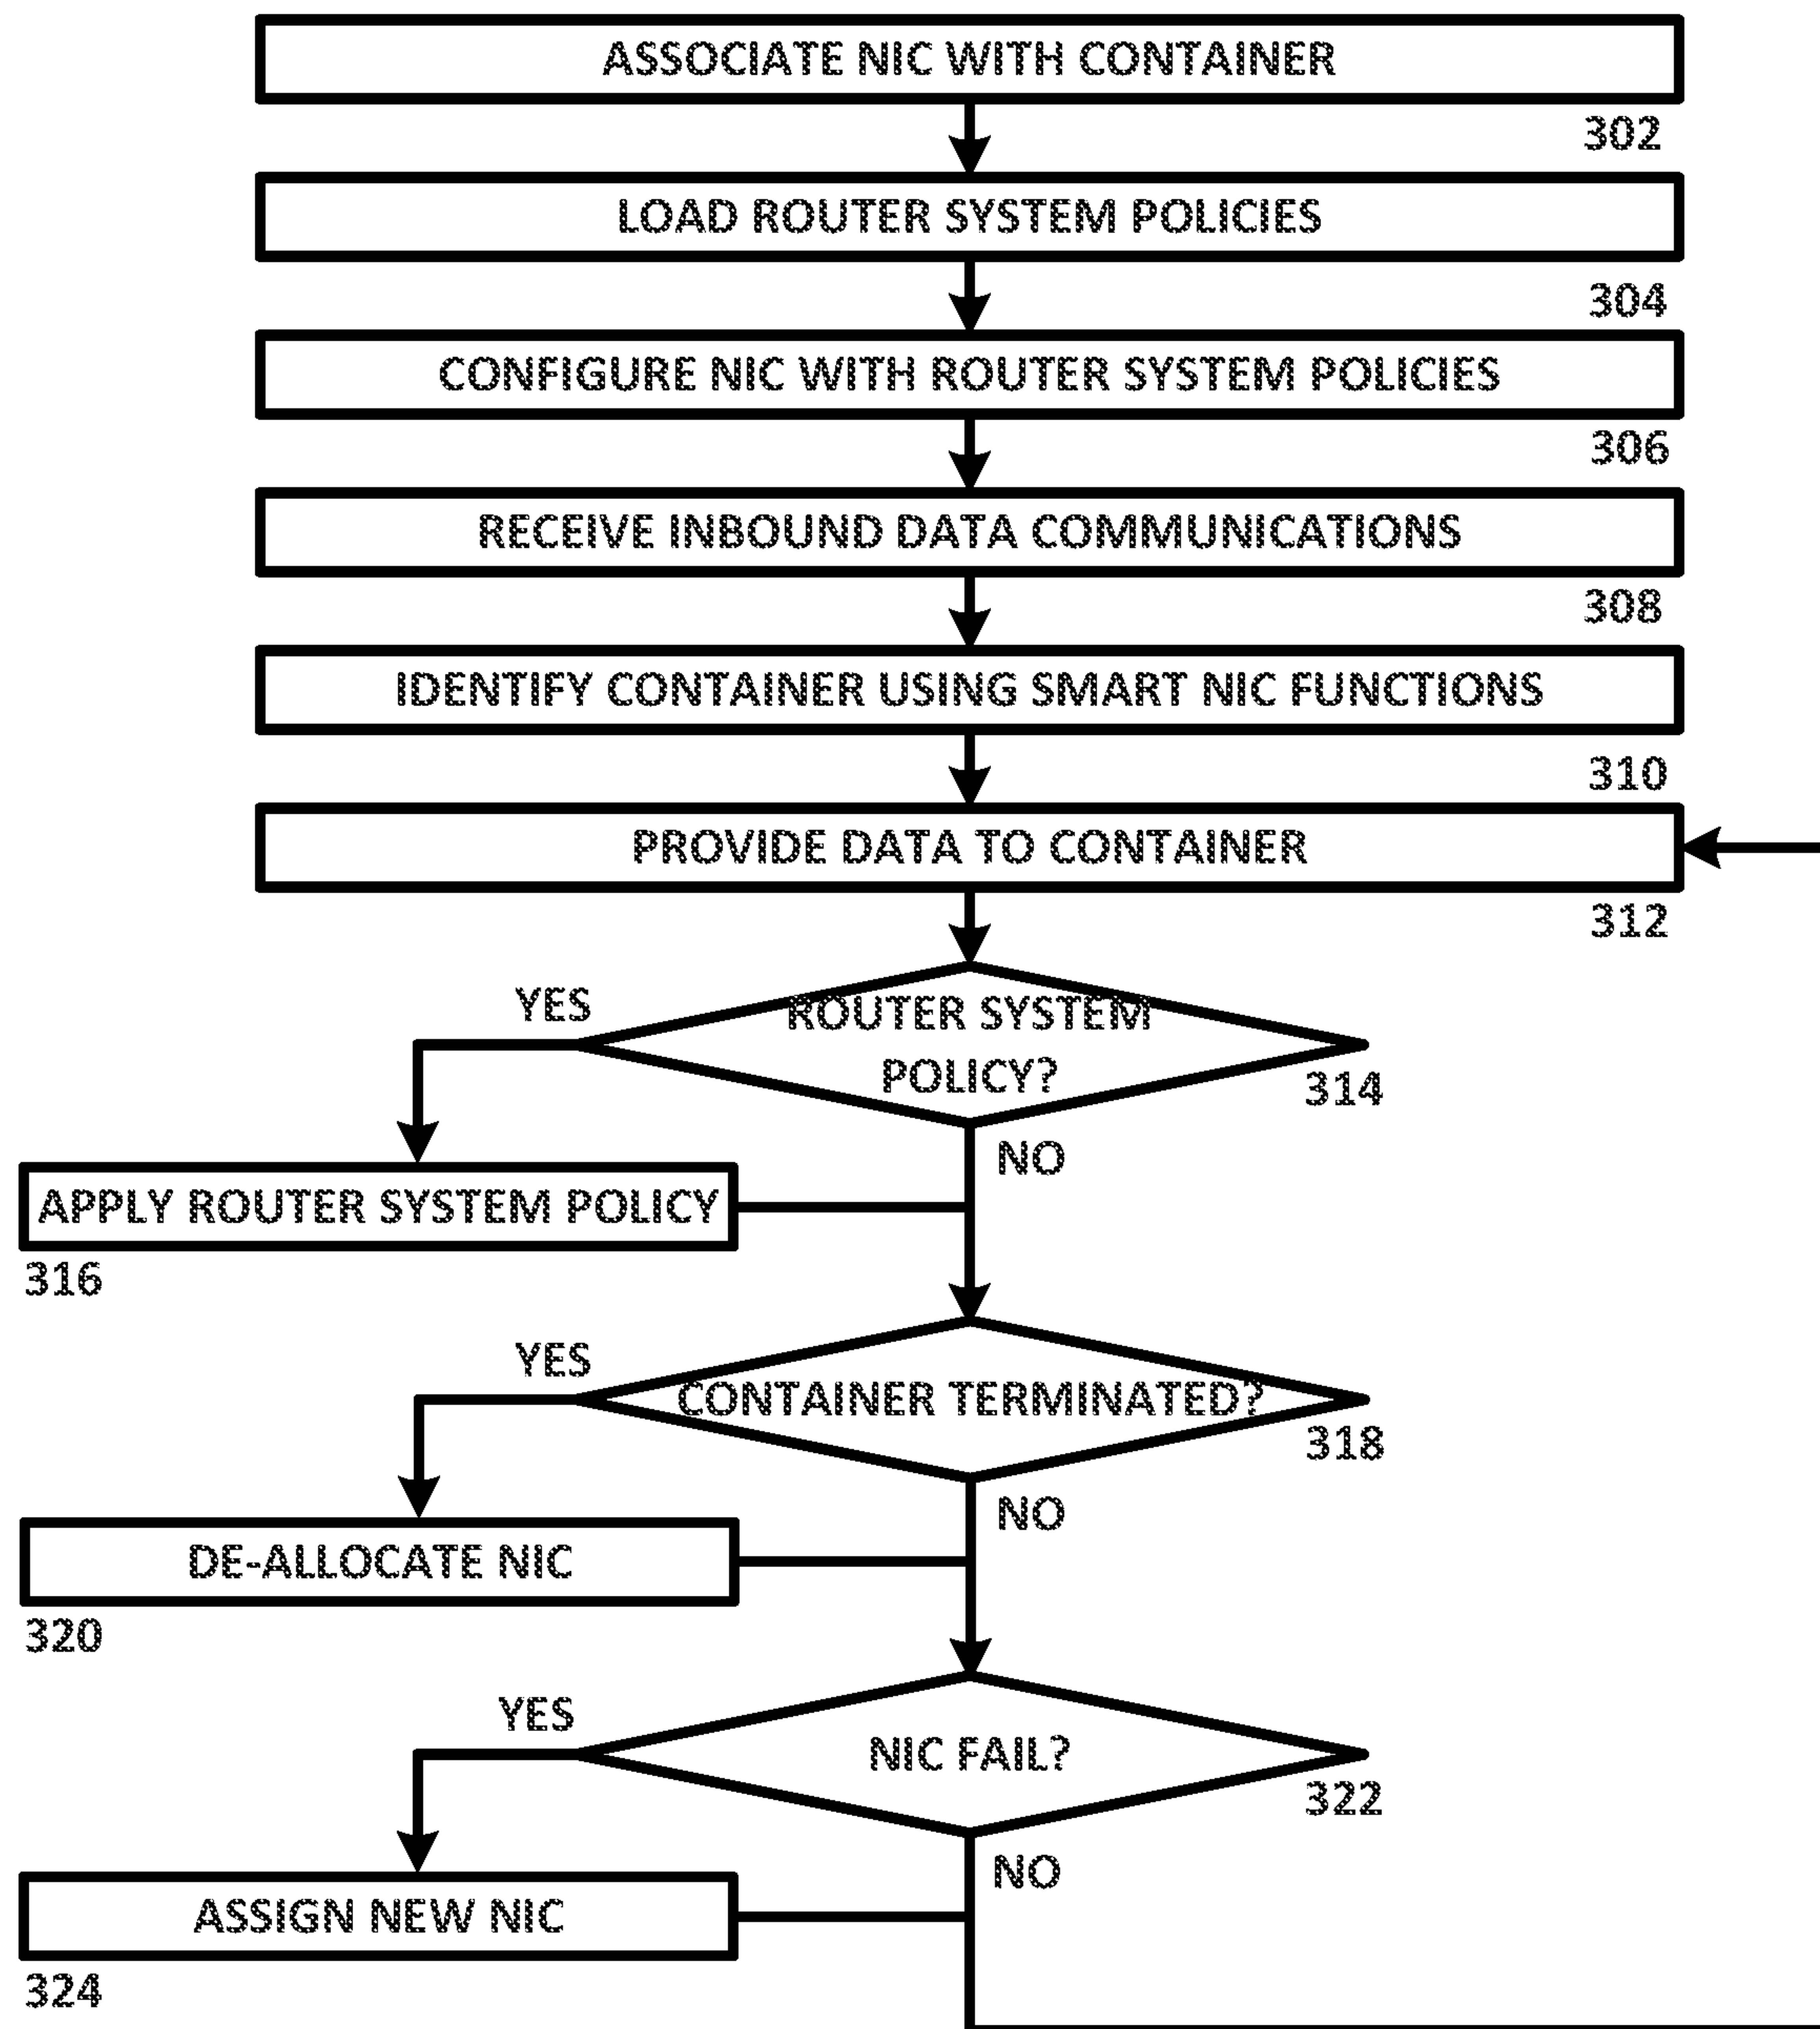 ASSOCIATE NIC WITH CONTAINER
302
LOAD ROUTER SYSTEM POLICIES
304
CONFIGURE NIC WITH ROUTER SYSTEM POLICIES
306
RECEIVE INBOUND DATA COMMUNICATIONS
308
IDENTIFY CONTAINER USING SMART NIC FUNCTIONS
310
PROVIDE DATA TO CONTAINER
312
YES
ROUTER SYSTEM
POLICY?
314
NO
APPLY ROUTER SYSTEM POLICY
316
YES
CONTAINER TERMINATED?
318
NO
DE-ALLOCATE NIC
320
YES
NIC FAIL?
322
NO
ASSIGN NEW NIC
324